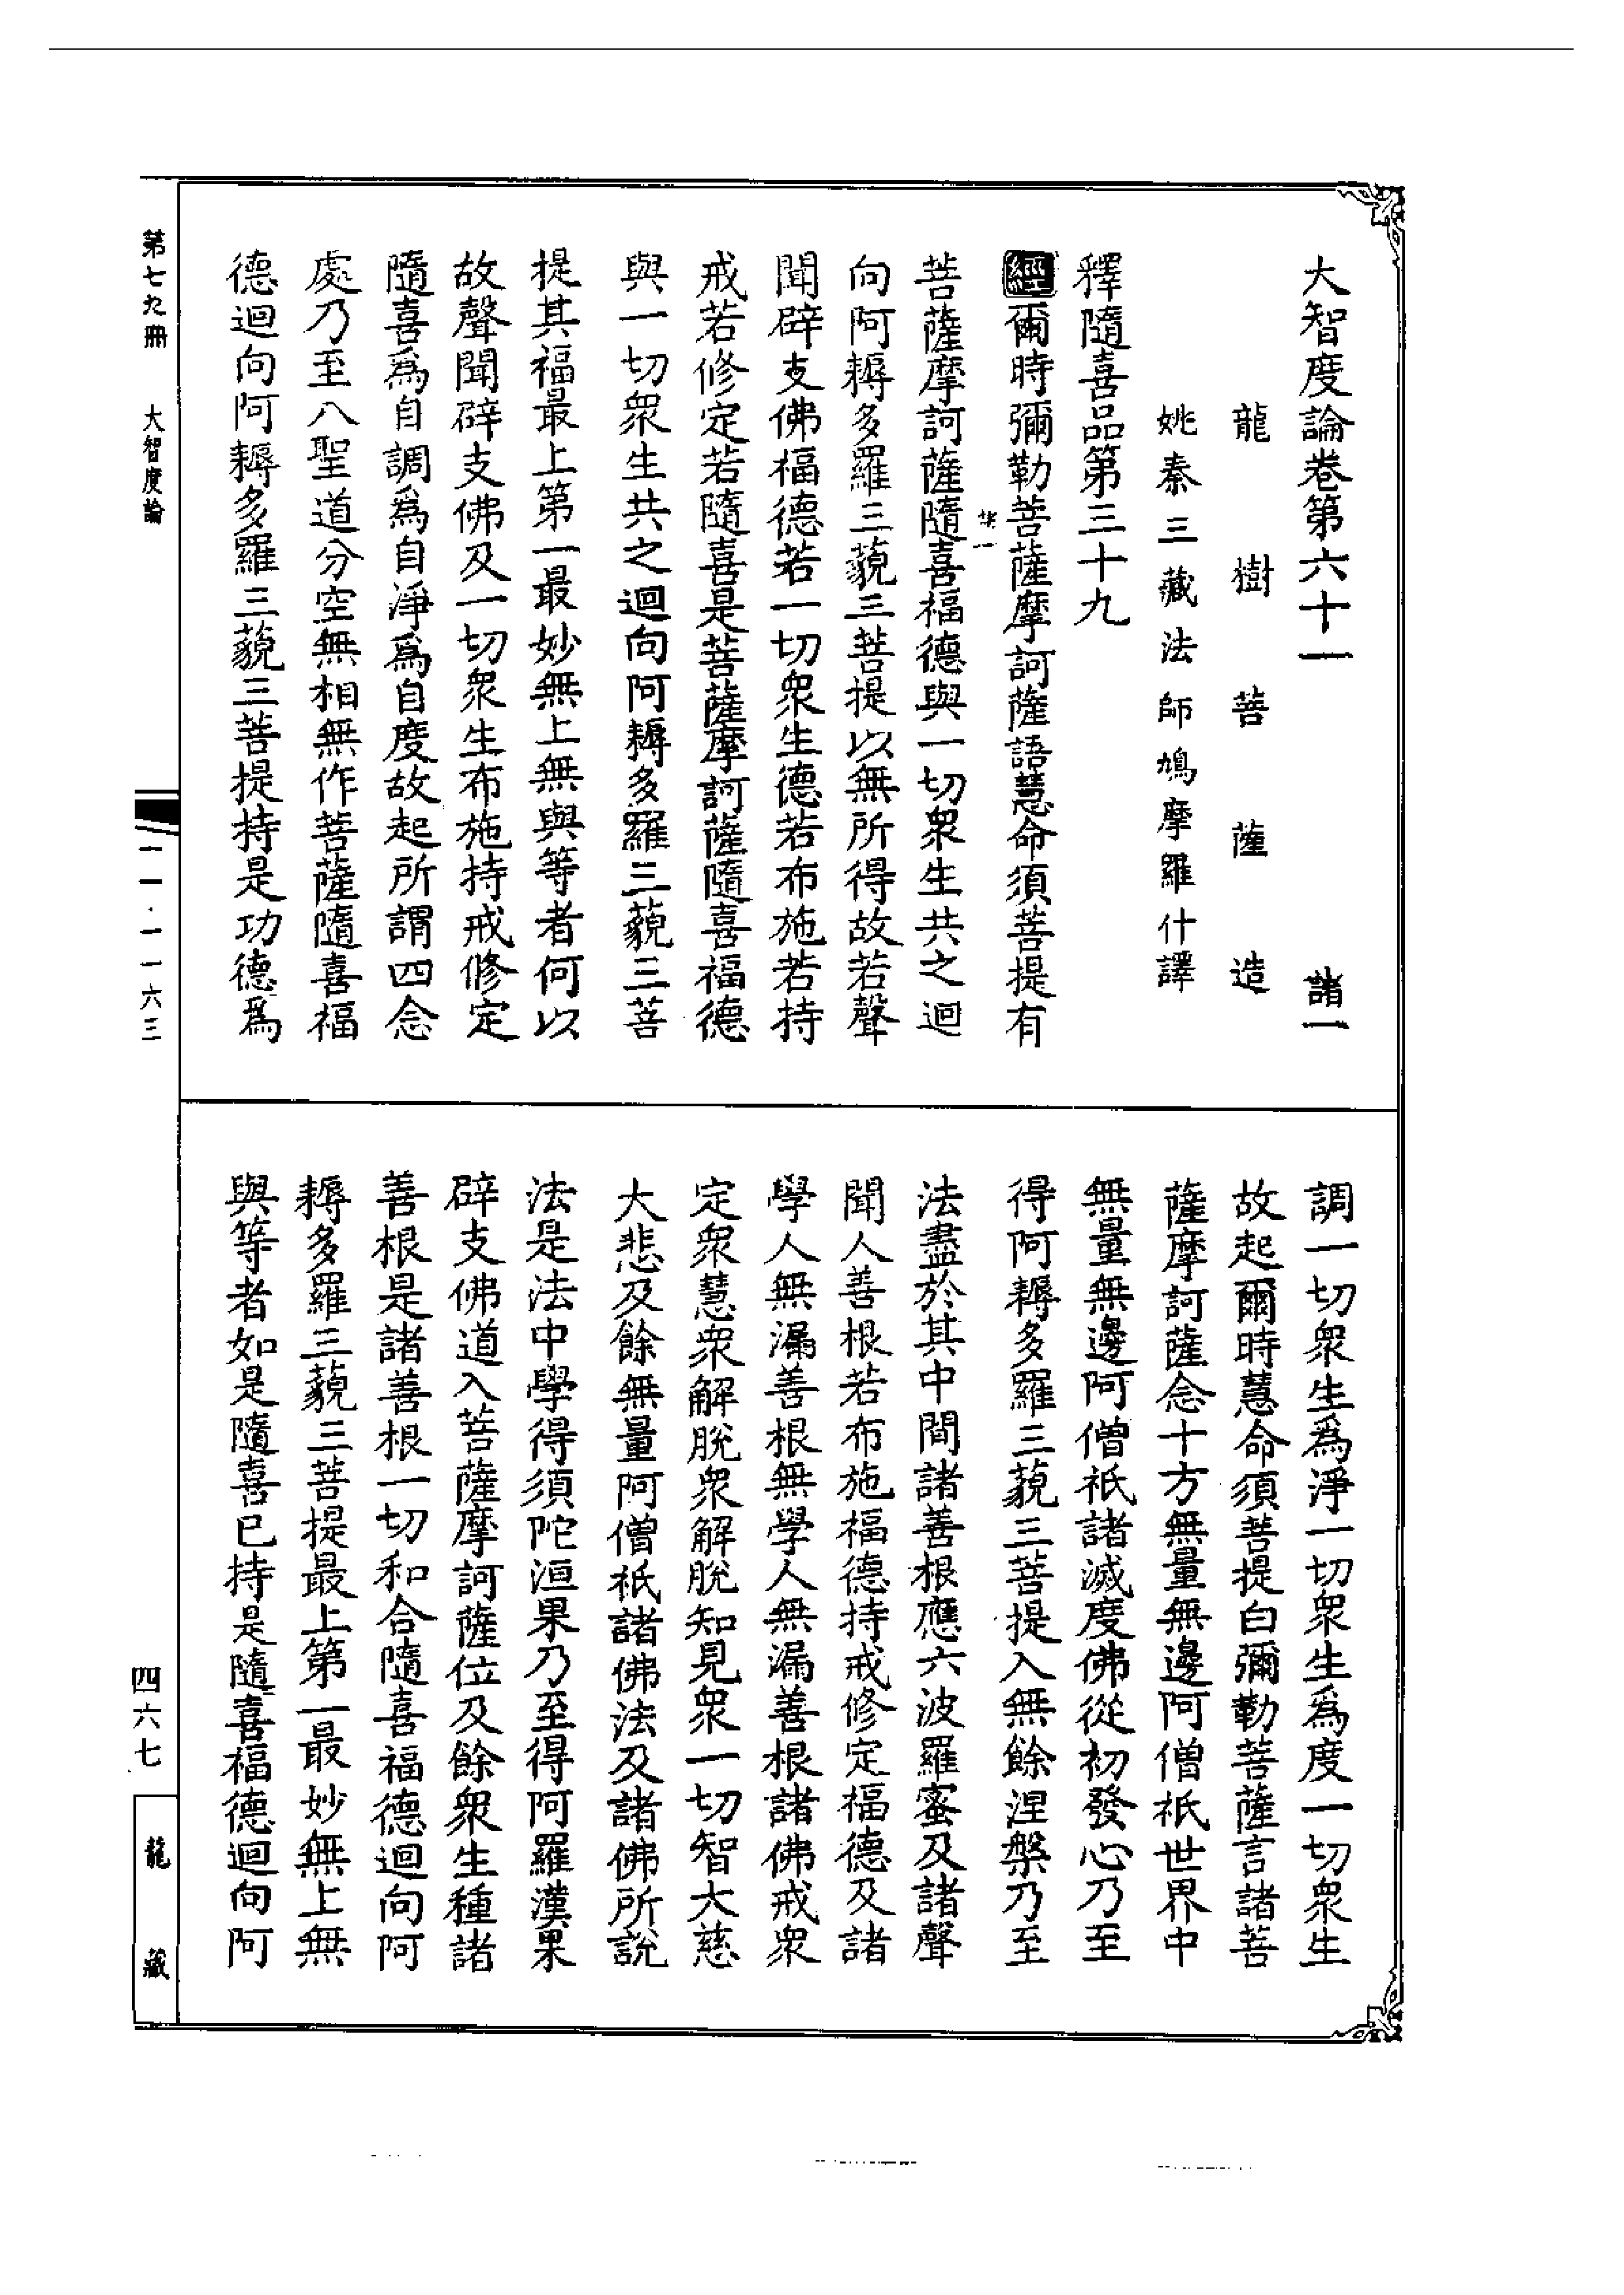 大智度論卷第六十一　諸一
龍樹菩薩造
姚秦三藏法師鳩摩羅什譯
釋隨喜品第三十九
經爾時彌勒菩薩摩訶薩語慧命須菩提有
菩薩摩訶薩隨喜福德與一切衆生共之迴
向阿耨多羅三藐三菩提以無所得故若聲
聞辟支佛福德若一切衆生德若布施若持
戒若修定若隨喜是菩薩摩訶薩隨喜福德
與一切衆生共之迴向阿耨多羅三藐三菩
提其福最上第一最妙無上無與等者何以
故聲聞辟支佛及一切衆生布施持戒修定
隨喜爲自調爲自淨爲自度故起所謂四念
處乃至八聖道分空無相無作菩薩隨喜福
德迴向阿耨多羅三藐三菩提持是功德爲
調一切衆生爲淨一切衆生爲度一切衆生
故起爾時慧命須菩提白彌勒菩薩言諸菩
薩摩訶薩念十方無量無邊阿僧祇世界中
無量無邊阿僧祇諸滅度佛從初發心乃至
得阿耨多羅三藐三菩提入無餘涅槃乃至
法盡於其中間諸善根應六波羅蜜及諸聲
聞人善根若布施福德持戒修定福德及諸
學人無漏善根無學人無漏善根諸佛戒衆
定衆慧衆解脫衆解脫知見衆一切智大慈
大悲及餘無量阿僧祇諸佛法及諸佛所說
法是法中學得須陀洹果乃至得阿羅漢果
辟支佛道入菩薩摩訶薩位及餘衆生種諸
善根是諸善根一切和合隨喜福德迴向阿
耨多羅三藐三菩提最上第一最妙無上無
與等者如是隨喜已持是隨喜福德迴向阿
第七九冊　大智度論
一一·一一六三
四六七
龍藏